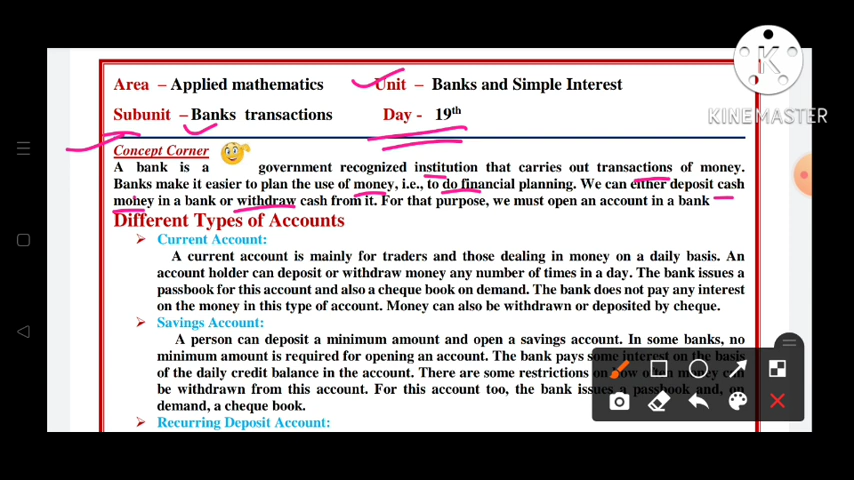 Area – Applied mathematics Unit – Banks and Simple Interest
Subunit – Banks transactions Day - 19th
KINEMASTER
Concept Corner
A bank is a government recognized institution that carries out transactions of money.
Banks make it easier to plan the use of money, i.e., to do financial planning. We can either deposit cash
money in a bank or withdraw cash from it. For that purpose, we must open an account in a bank
Different Types of Accounts
Current Account:
A current account is mainly for traders and those dealing in money on a daily basis. An
account holder can deposit or withdraw money any number of times in a day. The bank issues a
passbook for this account and also a cheque book on demand. The bank does not pay any interest
on the money in this type of account. Money can also be withdrawn or deposited by cheque.
Savings Account:
A person can deposit a minimum amount and open a savings account. In some banks, no
minimum amount is required for opening an account. The bank pays some interest on the basis
of the daily credit balance in the account. There are some restrictions on how often money can
be withdrawn from this account. For this account too, the bank issues a passbook and, on
demand, a cheque book.
Recurring Deposit Account: